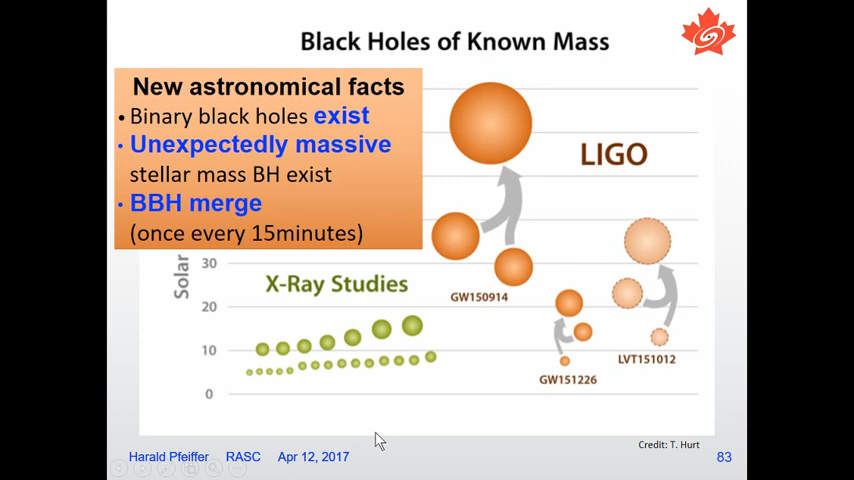 Black Holes of Known Mass
New astronomical facts
• Binary black holes exist
• Unexpectedly massive
stellar mass BH exist
• BBH merge
(once every 15minutes)
LIGO
Solar
30
20
10
0
X-Ray Studies
GW150914
GW151226
LVT151012
Credit: T. Hurt
Harald Pfeiffer RASC Apr 12, 2017
83